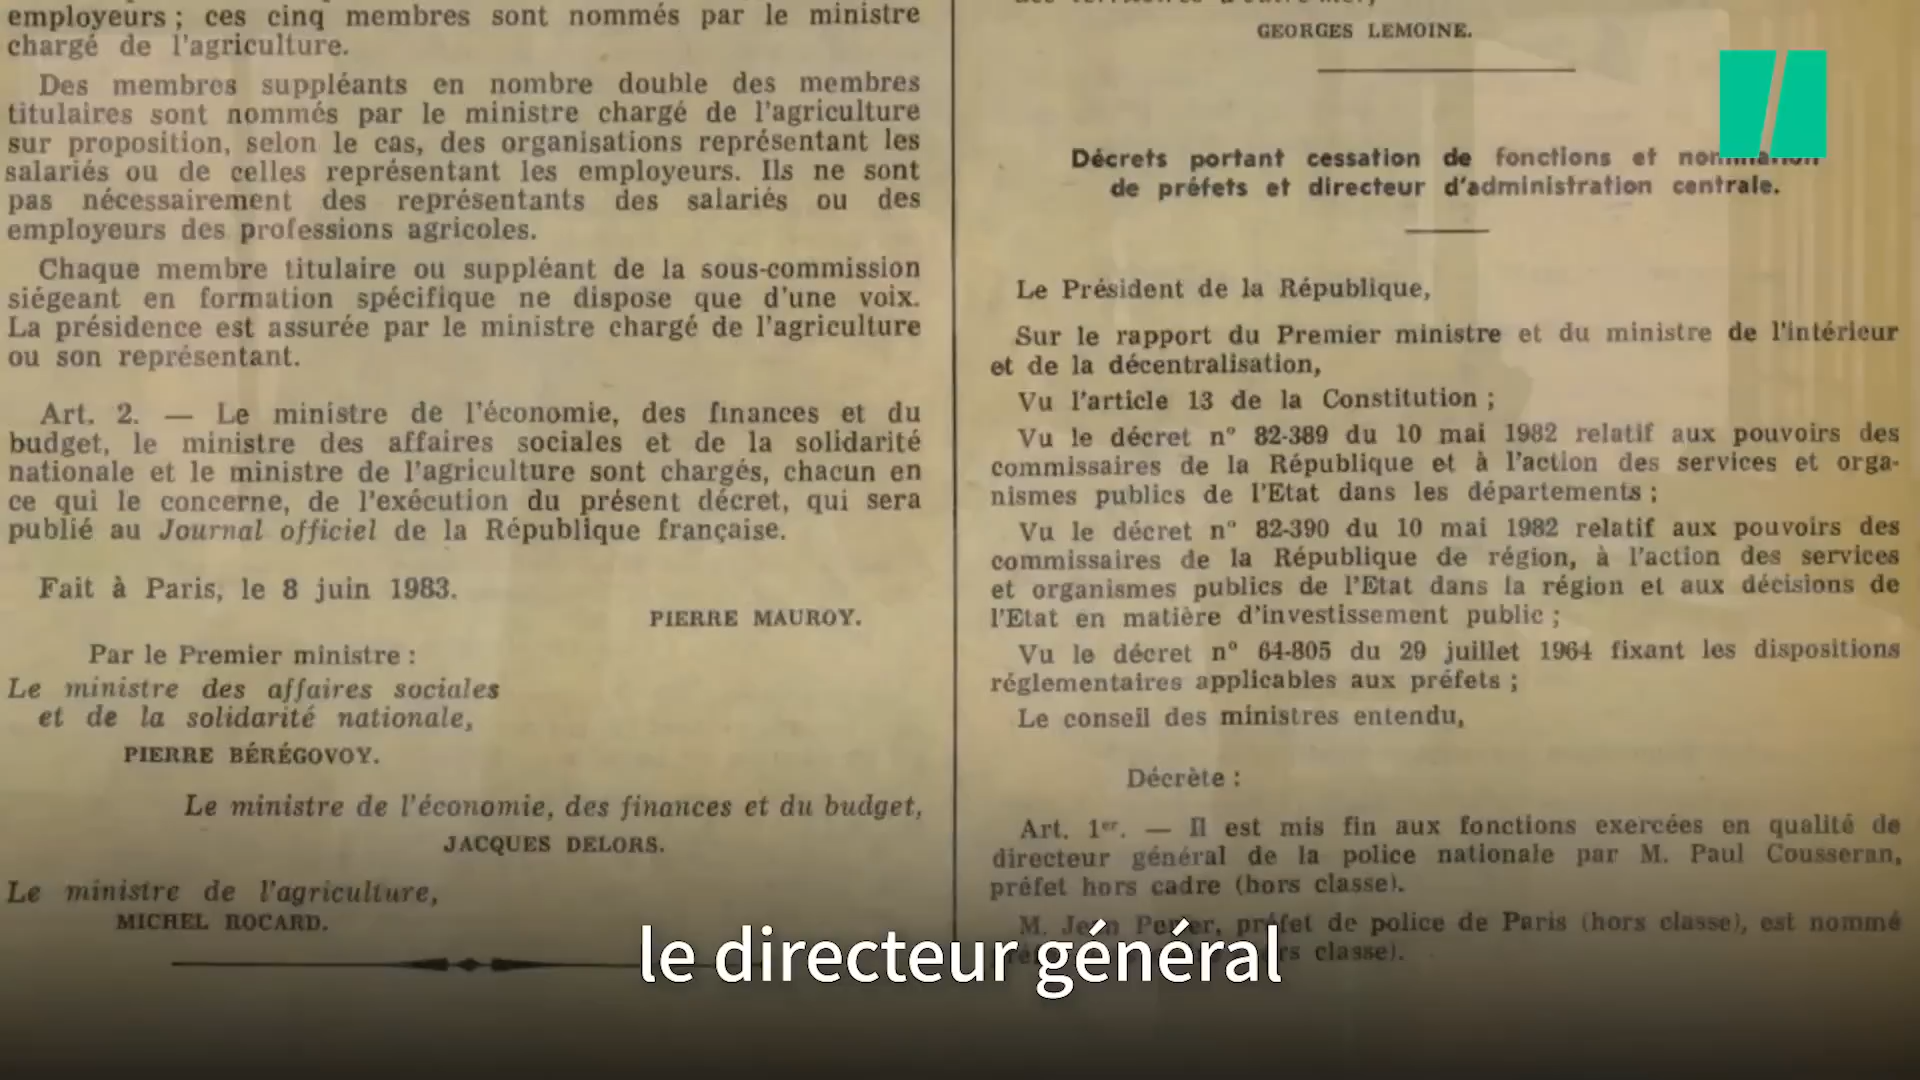 employeurs ; ces cinq membres sont nommés par le ministre
chargé de l'agriculture.
Des membres suppléants en nombre double des membres
titulaires sont nommés par le ministre chargé de l'agriculture
sur proposition, selon le cas, des organisations représentant les
salariés ou de celles représentant les employeurs. Ils ne sont
pas nécessairement des représentants des salariés ou des
employeurs des professions agricoles.
Chaque membre titulaire ou suppléant de la sous-commission
siégeant en formation spécifique ne dispose que d'une voix.
La présidence est assurée par le ministre chargé de l'agriculture
ou son représentant.
Art. 2. — Le ministre de l'économie, des finances et du
budget, le ministre des affaires sociales et de la solidarité
nationale et le ministre de l'agriculture sont chargés, chacun en
ce qui le concerne, de l'exécution du présent décret, qui sera
publié au Journal officiel de la République française.
Fait à Paris, le 8 juin 1983.
PIERRE MAUROY.
Par le Premier ministre :
Le ministre des affaires sociales
et de la solidarité nationale,
PIERRE BÉRÉGOVOY.
Le ministre de l'économie, des finances et du budget,
JACQUES DELORS.
Le ministre de l'agriculture,
MICHEL ROCARD.
GEORGES LEMOINE.
Décrets portant cessation de fonctions et nomination
de préfets et directeur d'administration centrale.
Le Président de la République,
Sur le rapport du Premier ministre et du ministre de l'intérieur
et de la décentralisation,
Vu l'article 13 de la Constitution ;
Vu le décret n° 82-389 du 10 mai 1982 relatif aux pouvoirs des
commissaires de la République et à l'action des services et orga-
nismes publics de l'Etat dans les départements ;
Vu le décret n° 82-390 du 10 mai 1982 relatif aux pouvoirs des
commissaires de la République de région, à l'action des services
et organismes publics de l'Etat dans la région et aux décisions de
l'Etat en matière d'investissement public ;
Vu le décret n° 64-805 du 29 juillet 1964 fixant les dispositions
réglementaires applicables aux préfets ;
Le conseil des ministres entendu,
Décrète :
Art. 1er. — Il est mis fin aux fonctions exercées en qualité de
directeur général de la police nationale par M. Paul Cousseran,
préfet hors cadre (hors classe).
M. Jean Perier, préfet de police de Paris (hors classe), est nommé
classe).
le directeur général